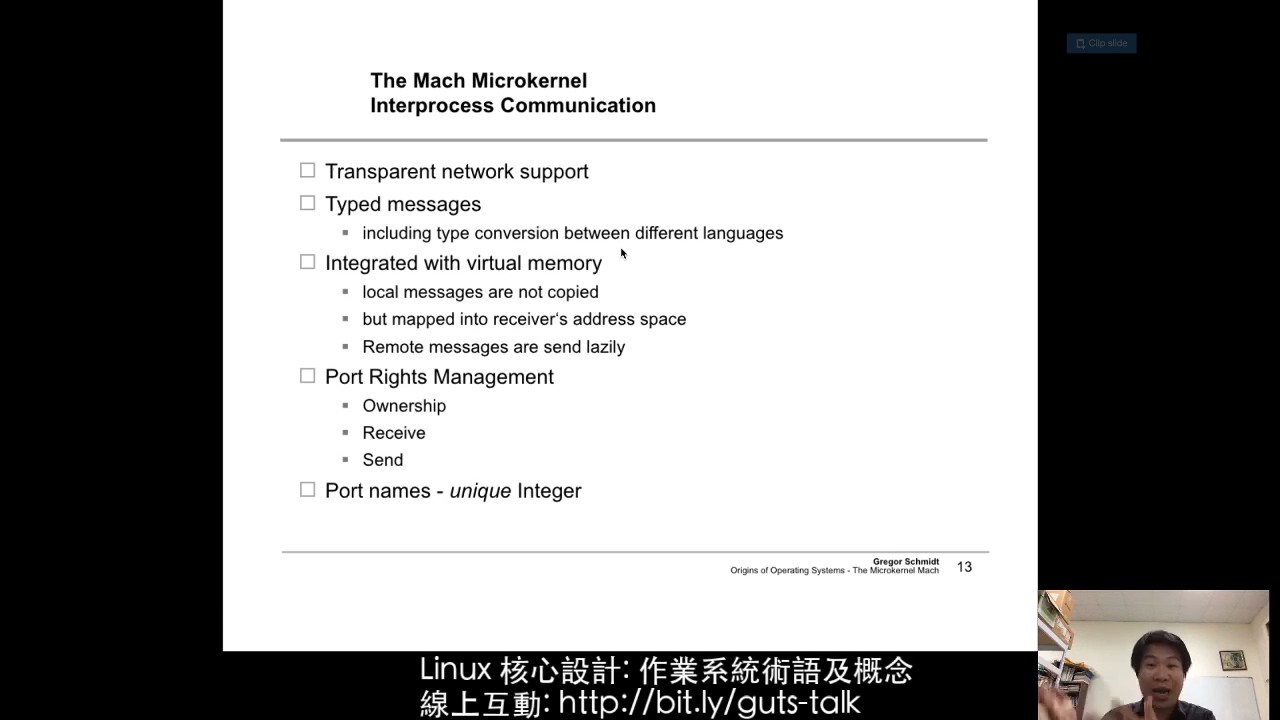 Clip slide
The Mach Microkernel
Interprocess Communication
Transparent network support
Typed messages
including type conversion between different languages
Integrated with virtual memory
local messages are not copied
but mapped into receiver‘s address space
Remote messages are send lazily
Port Rights Management
Ownership
Receive
Send
Port names - unique Integer
Gregor Schmidt
Origins of Operating Systems - The Microkernel Mach
13
Linux 核心設計: 作業系統術語及概念
線上互動: http://bit.ly/guts-talk